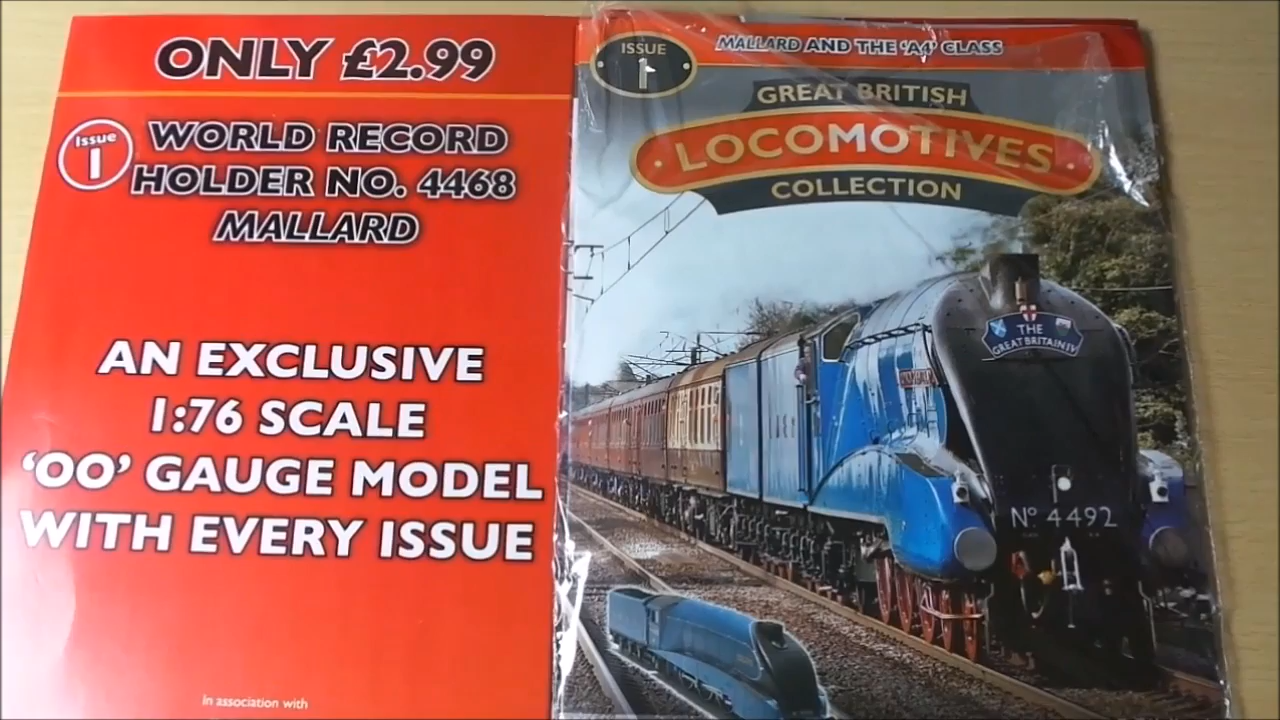 ONLY £2.99
Issue
1
WORLD RECORD
HOLDER NO. 4468
MALLARD
AN EXCLUSIVE
1:76 SCALE
‘OO’ GAUGE MODEL
WITH EVERY ISSUE
In association with
ISSUE
1
MALLARD AND THE ‘A4’ CLASS
GREAT BRITISH
LOCOMOTIVES
COLLECTION
THE
GREAT BRITAIN IV
Nº 4492